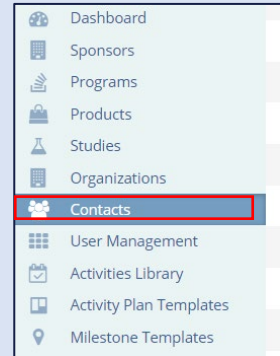 Dashboard
Sponsors
Programs
Products
Studies
Organizations
Contacts
User Management
Activities Library
Activity Plan Templates
Milestone Templates